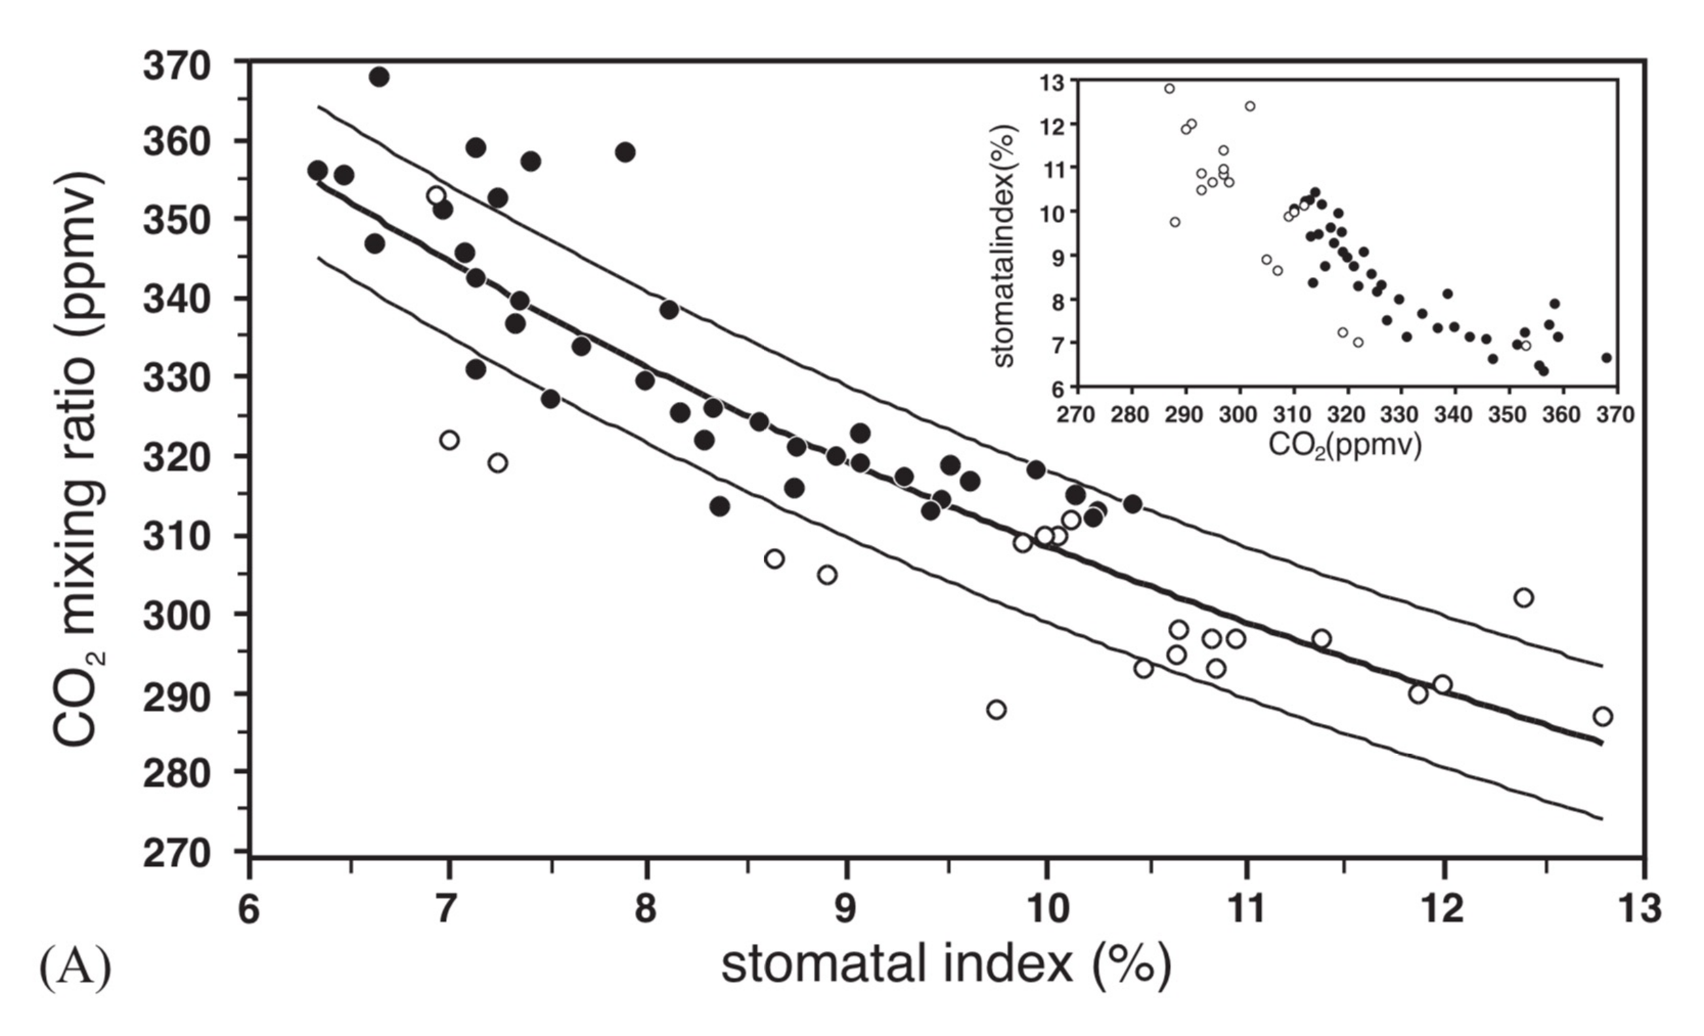 370
360
350
340
330
320
310
300
290
280
270
CO₂ mixing ratio (ppmv)
6 7 8 9 10 11 12 13
stomatal index (%)
(A)
13
12
11
10
9
8
7
6
stomatalindex(%)
270 280 290 300 310 320 330 340 350 360 370
CO₂(ppmv)